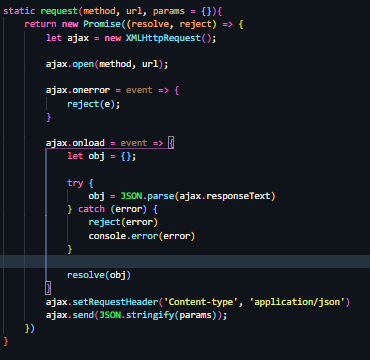 static request(method, url, params = {}){
return new Promise((resolve, reject) => {
let ajax = new XMLHttpRequest();
ajax.open(method, url);
ajax.onerror = event => {
reject(e);
}
ajax.onload = event => {
let obj = {};
try {
obj = JSON.parse(ajax.responseText)
} catch (error) {
reject(error)
console.error(error)
}
resolve(obj)
}
ajax.setRequestHeader('Content-type', 'application/json')
ajax.send(JSON.stringify(params));
})
}